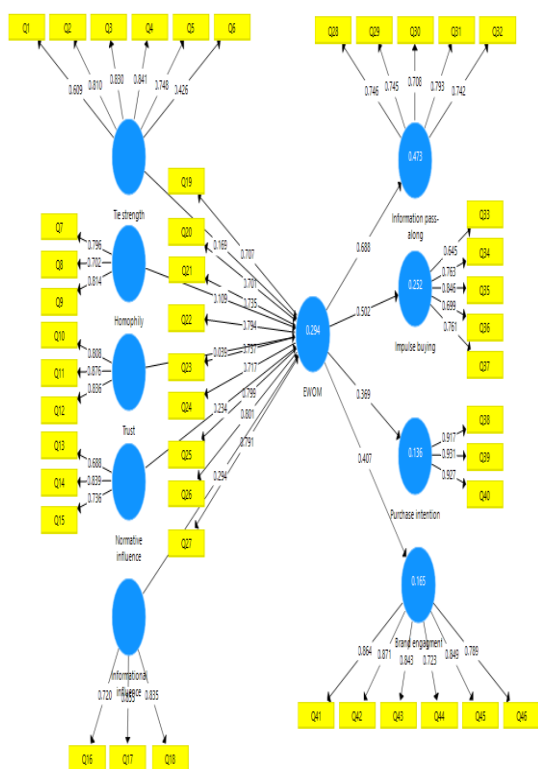 Q1 Q2 Q3 Q4 Q5 Q6
0.609 0.810 0.830 0.841 0.748 0.426
Tie strength
Q7
Q8
Q9
0.796
0.702
0.814
Homophily
Q10
Q11
Q12
0.808
0.876
0.836
Trust
Q13
Q14
Q15
0.688
0.839
0.736
Normative
influence
Informational
influence
0.720 0.835
Q16 Q17 Q18
Q19
Q20
Q21
Q22
Q23
Q24
Q25
Q26
Q27
0.707
0.701
0.735
0.794
0.717
0.799
0.801
0.791
0.169
0.109
0.234
0.294
0.294
EWOM
0.688
0.502
0.369
0.407
Q28 Q29 Q30 Q31 Q32
0.746 0.745 0.708 0.793 0.742
0.473
Information pass-
along
0.252
Impulse buying
0.645
0.763
0.846
0.699
0.761
Q33
Q34
Q35
Q36
Q37
0.136
Purchase intention
0.917
0.931
0.927
Q38
Q39
Q40
0.165
Brand engagment
0.864 0.871 0.843 0.723 0.849 0.789
Q41 Q42 Q43 Q44 Q45 Q46